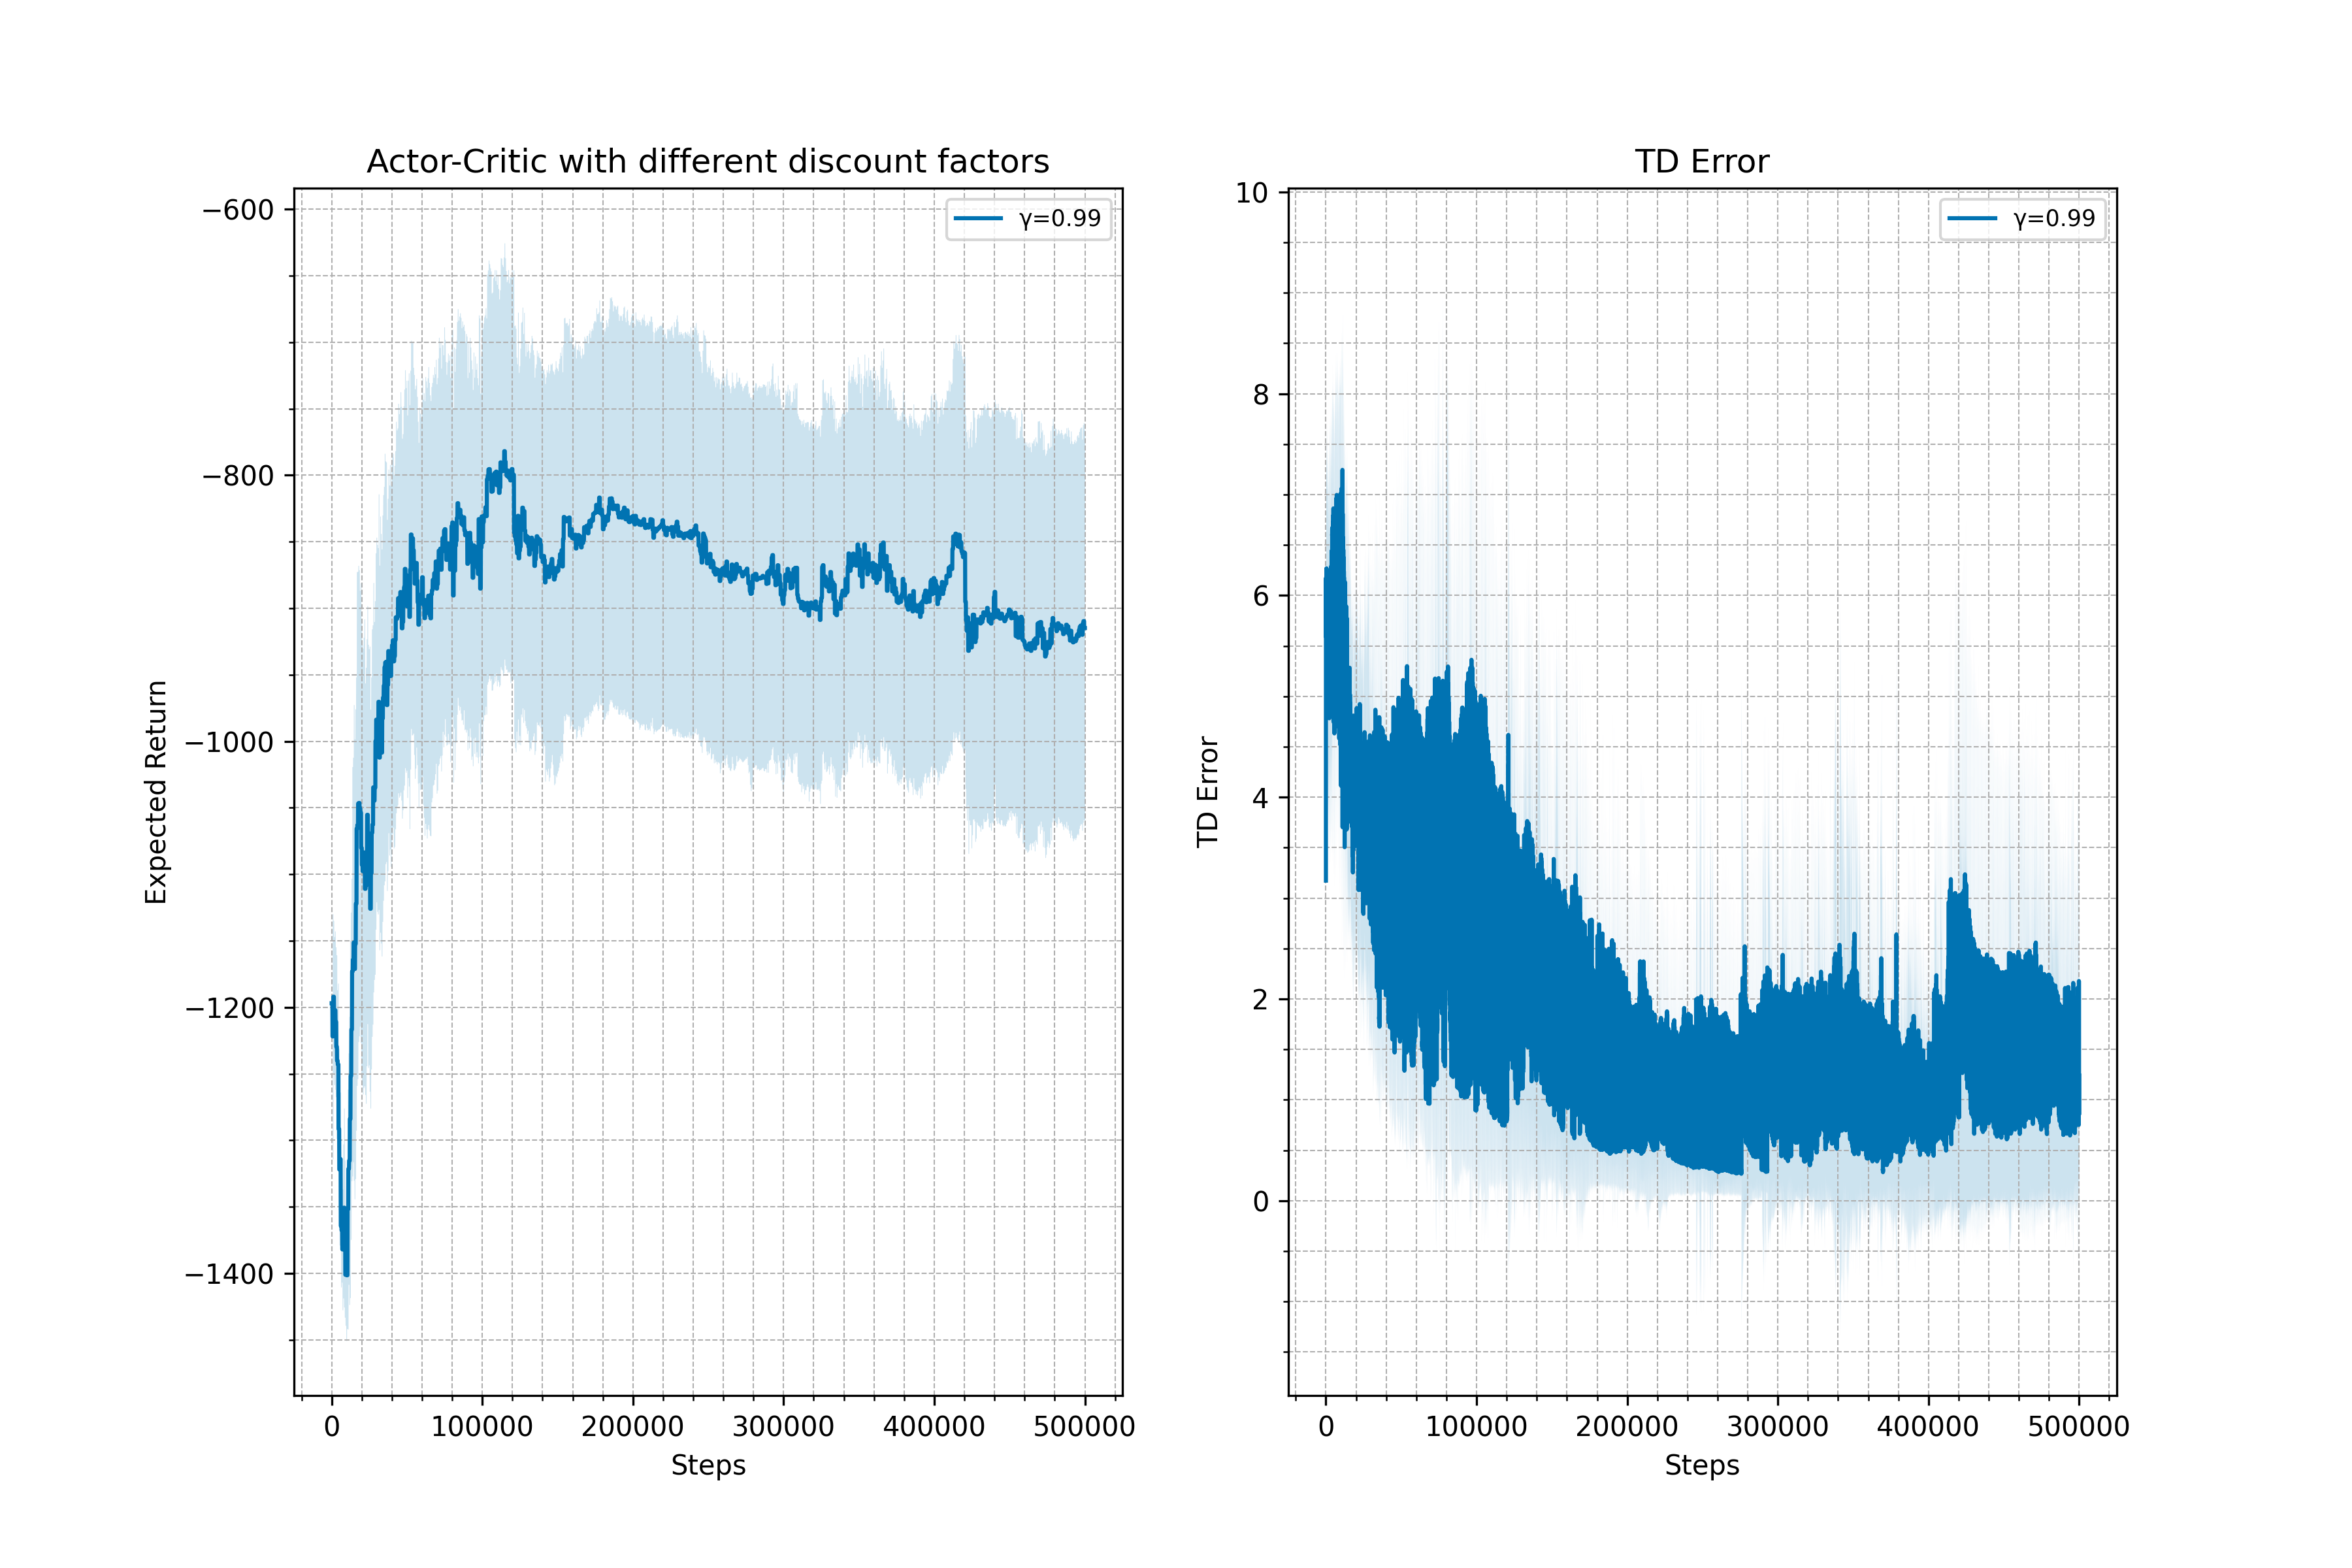 Actor-Critic with different discount factors
γ=0.99
Expected Return
−600
−800
−1000
−1200
−1400
0 100000 200000 300000 400000 500000
Steps
TD Error
γ=0.99
TD Error
10
8
6
4
2
0
0 100000 200000 300000 400000 500000
Steps